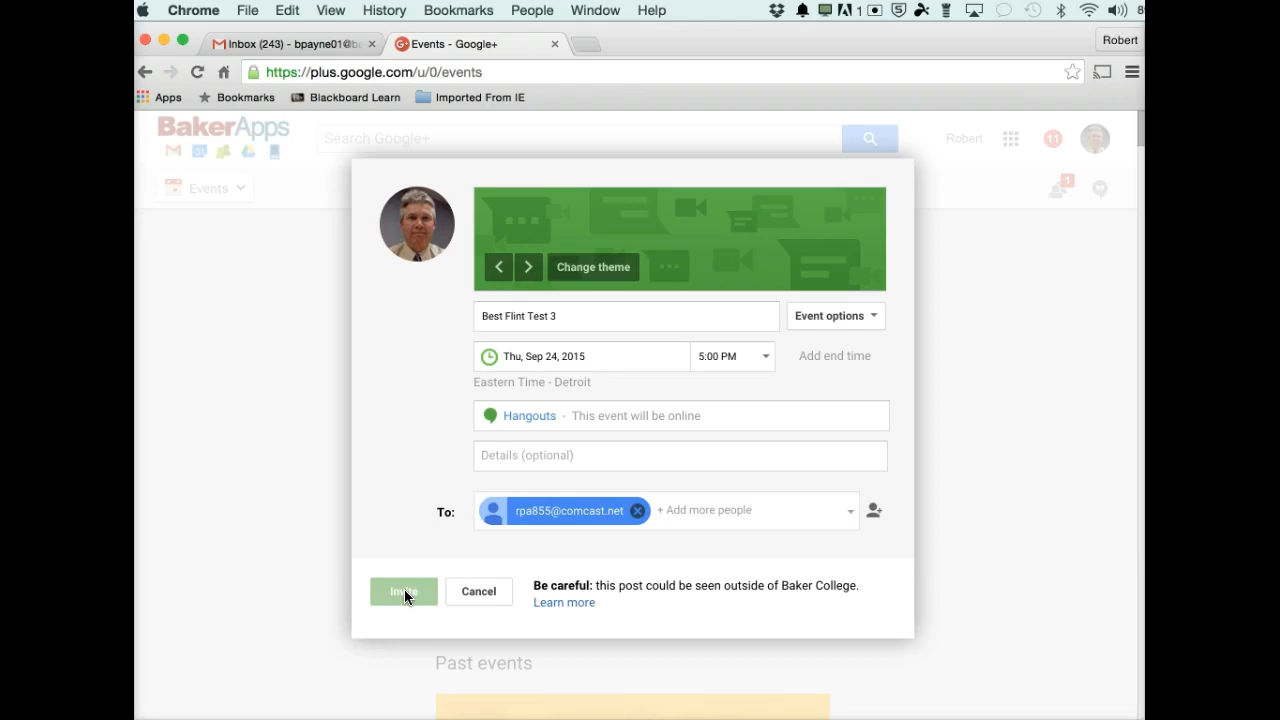 Chrome File Edit View History Bookmarks People Window Help 1 8
Inbox (243) - bpayne01@b Events - Google+ Robert
https://plus.google.com/u/0/events
Apps Bookmarks Blackboard Learn Imported From IE
BakerApps Search Google+ Robert 11
Events 1
Change theme
Best Flint Test 3 Event options
Thu, Sep 24, 2015 5:00 PM Add end time
Eastern Time - Detroit
Hangouts - This event will be online
Details (optional)
To: rpa855@comcast.net + Add more people
Invite Cancel Be careful: this post could be seen outside of Baker College.
Learn more
Past events